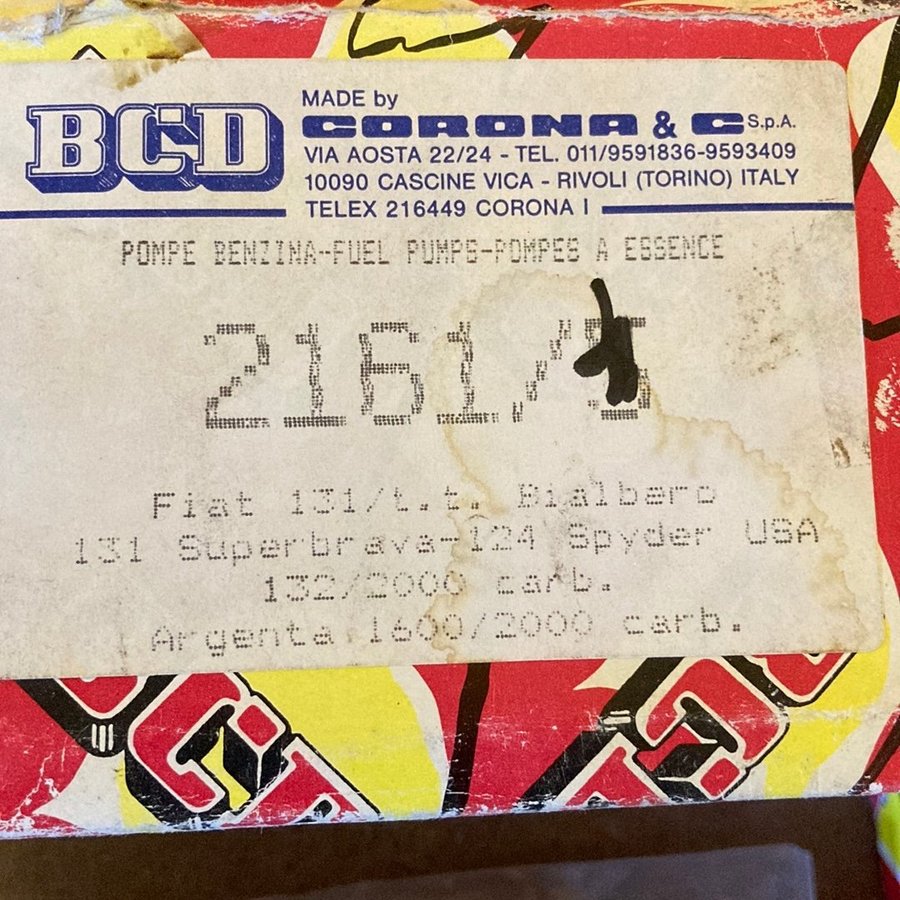 BCD
MADE by
CORONA & C S.p.A.
VIA AOSTA 22/24 - TEL. 011/9591836-9593409
10090 CASCINE VICA - RIVOLI (TORINO) ITALY
TELEX 216449 CORONA I
POMPE BENZINA-FUEL PUMPS-POMPES A ESSENCE
2161/
Fiat 131/t.t. Bialbero
131 Superbrava-124 Spyder USA
132/2000 carb.
Argenta 1600/2000 carb.